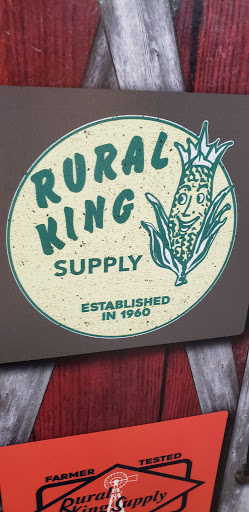 RURAL
KING
SUPPLY
ESTABLISHED
IN 1960
FARMER TESTED
Rural
King Supply